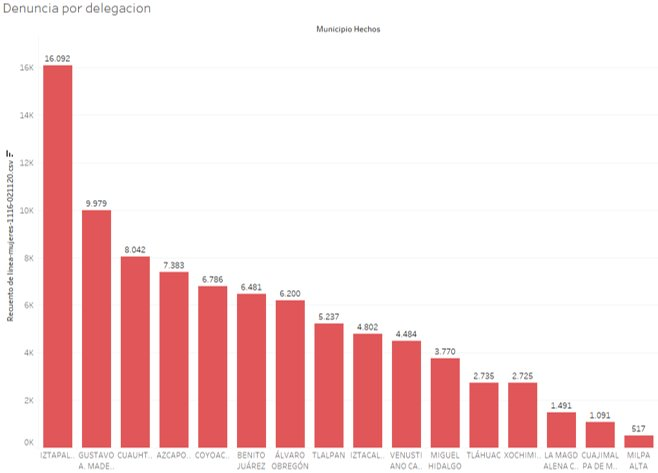 Denuncia por delegacion
Municipio Hechos
Recuento de linea-mujeres-1116-021120.csv
16K
14K
12K
10K
8K
6K
4K
2K
0K
16.092
9.979
8.042
7.383
6.786
6.481
6.200
5.237
4.802
4.484
3.770
2.735
2.725
1.491
1.091
517
IZTAPAL.. GUSTAVO CUAUHT.. AZCAPO.. COYOAC.. BENITO ÁLVARO TLALPAN IZTACAL.. VENUSTI MIGUEL TLÁHUAC XOCHIMI.. LA MAGD CUAJIMAL MILPA
A. MADE.. JUÁREZ OBREGÓN ANO CA.. HIDALGO ALENA C.. PA DE M.. ALTA